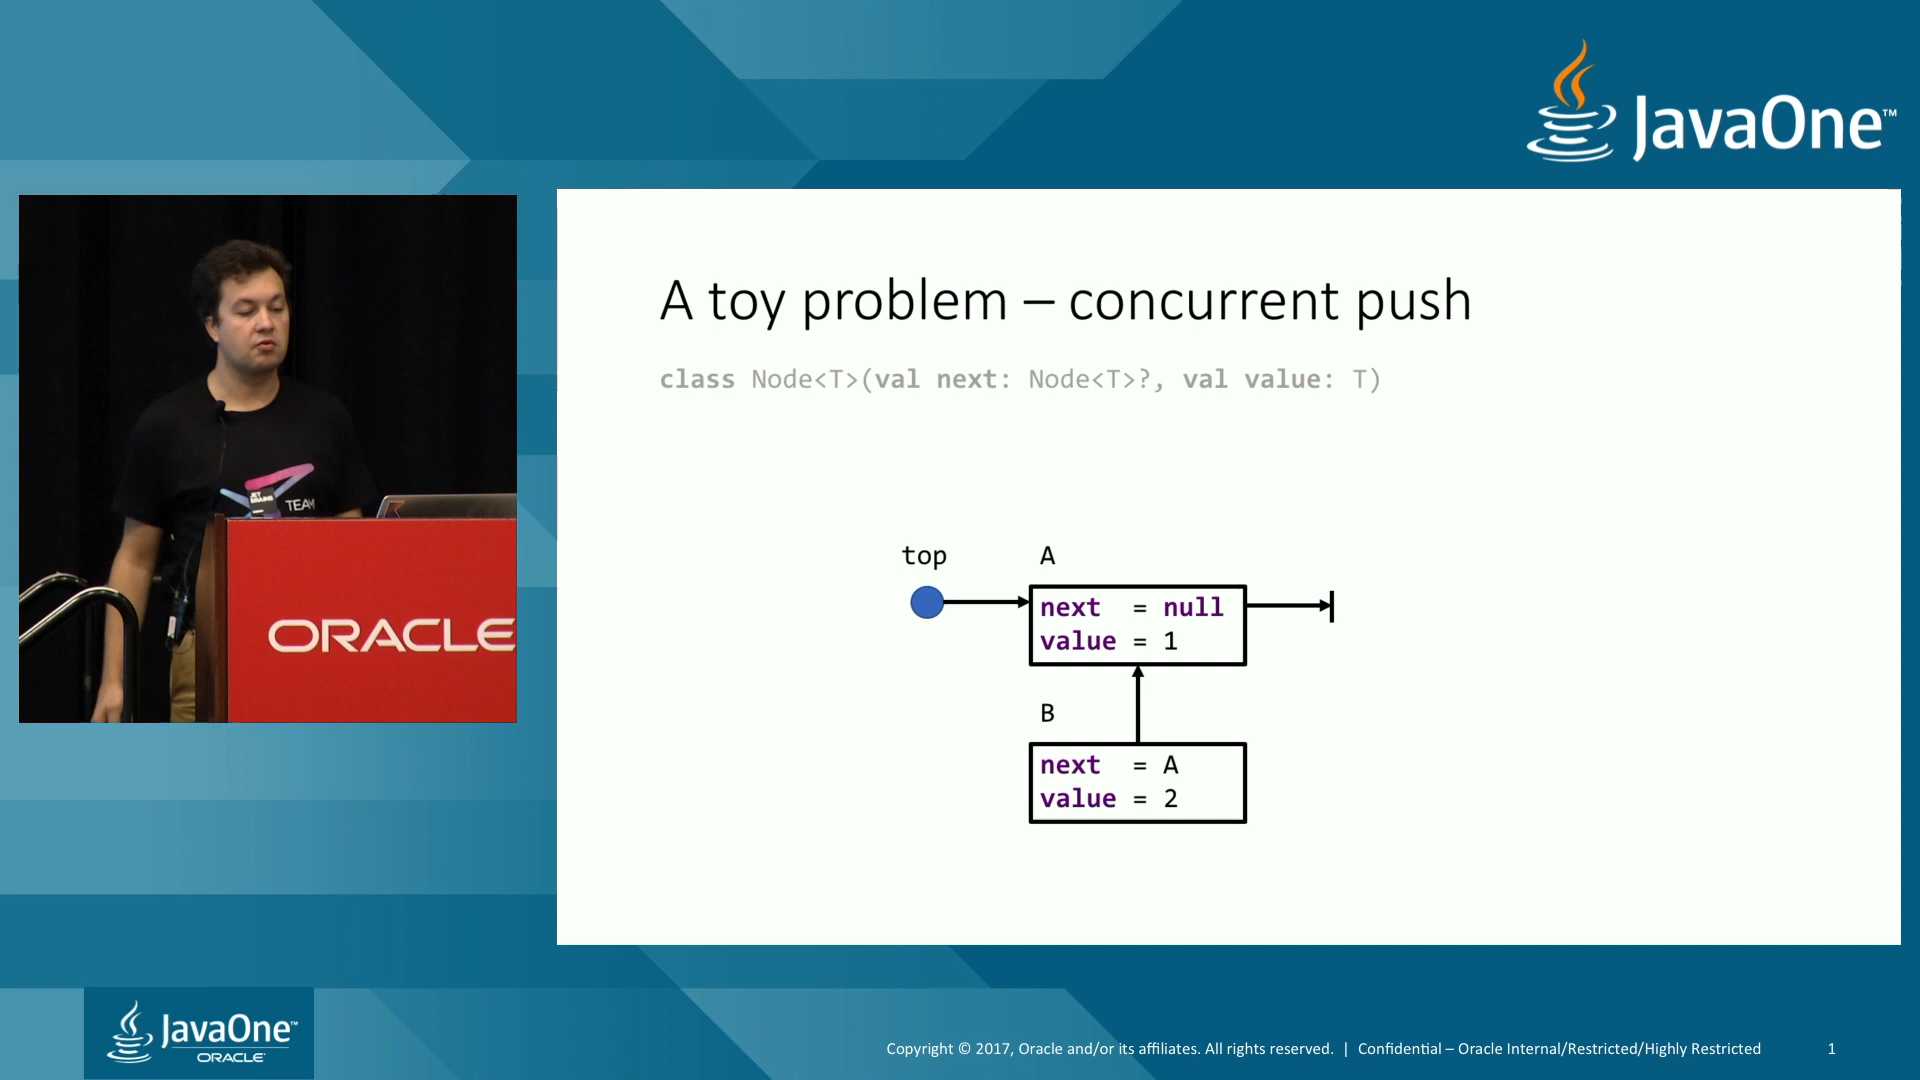 JavaOne™
A toy problem – concurrent push
class Node<T>(val next: Node<T>?, val value: T)
top
A
next = null
value = 1
B
next = A
value = 2
JET
BRAINS
TEAM
ORACLE
JavaOne™
ORACLE
Copyright © 2017, Oracle and/or its affiliates. All rights reserved. | Confidential – Oracle Internal/Restricted/Highly Restricted 1